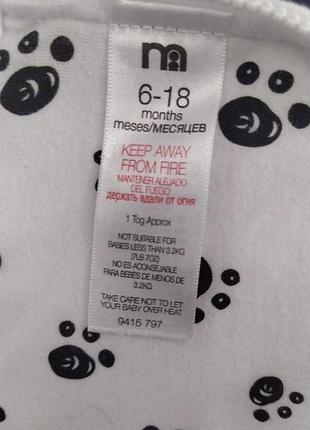 m
6-18
months
meses/МЕСЯЦЕВ
KEEP AWAY
FROM FIRE
MANTENER ALEJADO
DEL FUEGO
держать вдали от огня
1 Tog Approx
NOT SUITABLE FOR
BABIES LESS THAN 3.2KG
(7LB 7OZ)
NO ES ACONSEJABLE
PARA BEBES DE MENOS DE
3.2KG
TAKE CARE NOT TO LET
YOUR BABY OVER HEAT
9415 797